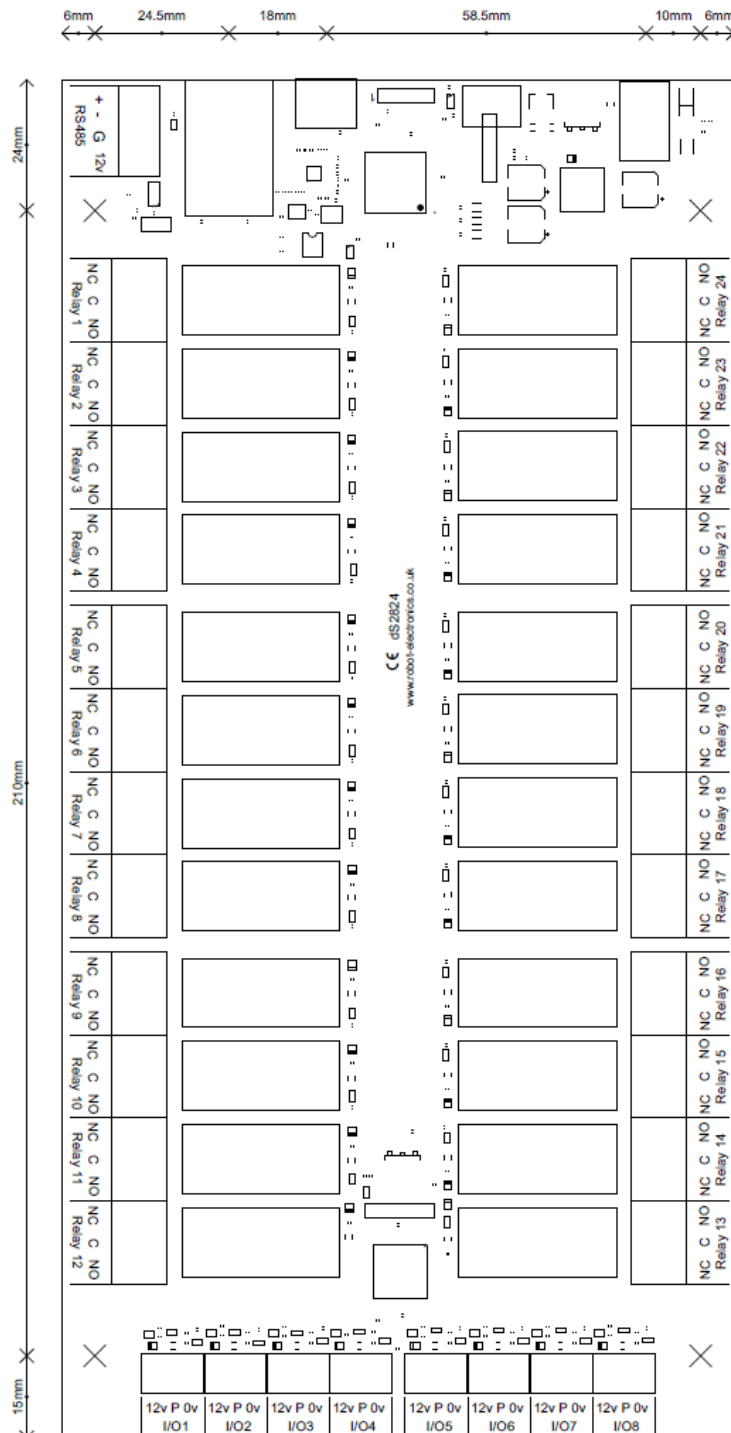 6mm 24.5mm 18mm 58.5mm 10mm 6mm
24mm
210mm
15mm
+ - G 12v
RS485
NC C NO
Relay 1
NC C NO
Relay 2
NC C NO
Relay 3
NC C NO
Relay 4
NC C NO
Relay 5
NC C NO
Relay 6
NC C NO
Relay 7
NC C NO
Relay 8
NC C NO
Relay 9
NC C NO
Relay 10
NC C NO
Relay 11
NC C NO
Relay 12
CE dS2824
www.robot-electronics.co.uk
NC C NO
Relay 24
NC C NO
Relay 23
NC C NO
Relay 22
NC C NO
Relay 21
NC C NO
Relay 20
NC C NO
Relay 19
NC C NO
Relay 18
NC C NO
Relay 17
NC C NO
Relay 16
NC C NO
Relay 15
NC C NO
Relay 14
NC C NO
Relay 13
12v P 0v 12v P 0v 12v P 0v 12v P 0v 12v P 0v 12v P 0v 12v P 0v 12v P 0v
I/O1 I/O2 I/O3 I/O4 I/O5 I/O6 I/O7 I/O8